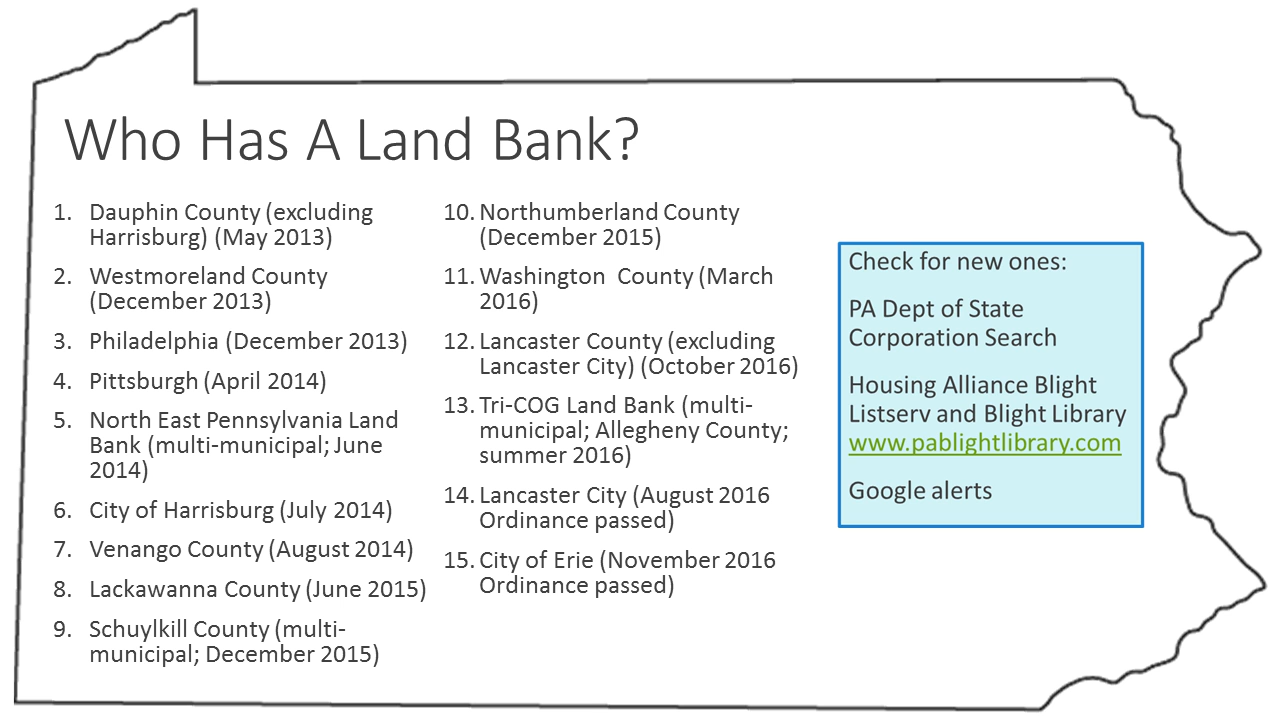 Who Has A Land Bank?
1. Dauphin County (excluding
Harrisburg) (May 2013)
2. Westmoreland County
(December 2013)
3. Philadelphia (December 2013)
4. Pittsburgh (April 2014)
5. North East Pennsylvania Land
Bank (multi-municipal; June
2014)
6. City of Harrisburg (July 2014)
7. Venango County (August 2014)
8. Lackawanna County (June 2015)
9. Schuylkill County (multi-
municipal; December 2015)
10. Northumberland County
(December 2015)
11. Washington  County (March
2016)
12. Lancaster County (excluding
Lancaster City) (October 2016)
13. Tri-COG Land Bank (multi-
municipal; Allegheny County;
summer 2016)
14. Lancaster City (August 2016
Ordinance passed)
15. City of Erie (November 2016
Ordinance passed)
Check for new ones:
PA Dept of State
Corporation Search
Housing Alliance Blight
Listserv and Blight Library
www.pablightlibrary.com
Google alerts